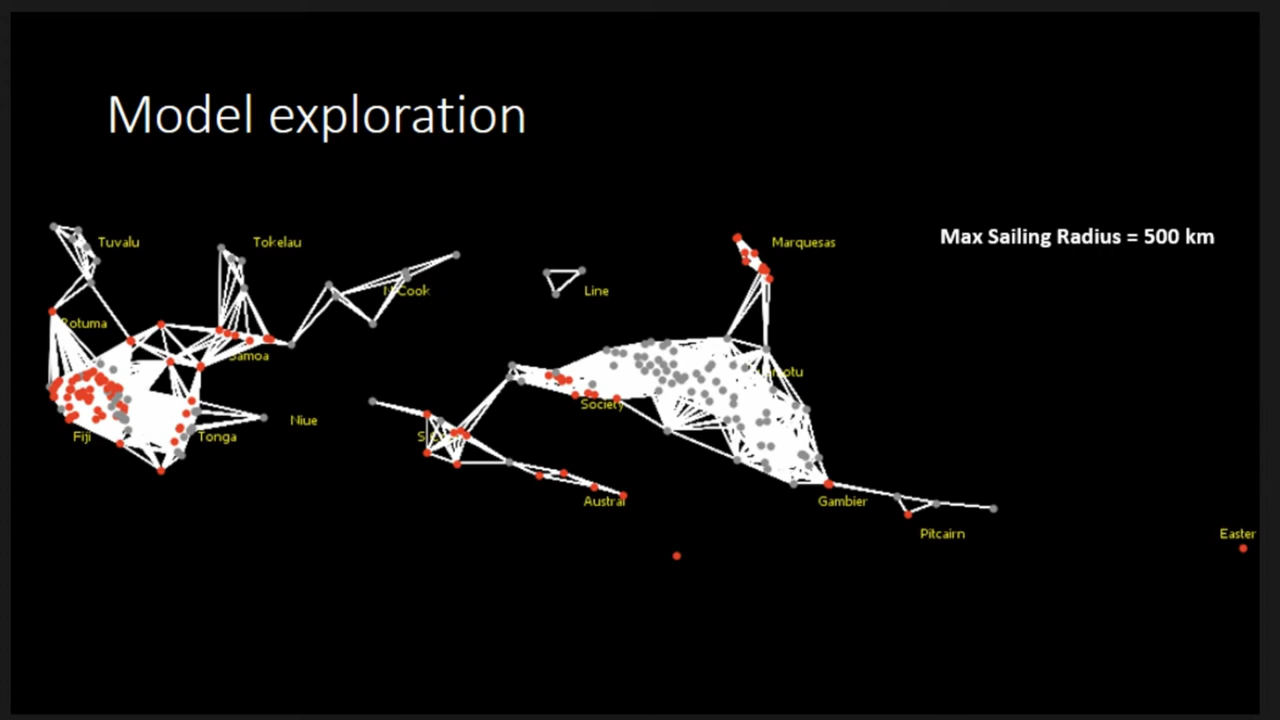 Model exploration
Max Sailing Radius = 500 km
Tuvalu
Tokelau
Marquesas
N Cook
Line
Rotuma
Samoa
Society
Niue
Fiji
Tonga
Austral
Gambier
Pitcairn
Easter